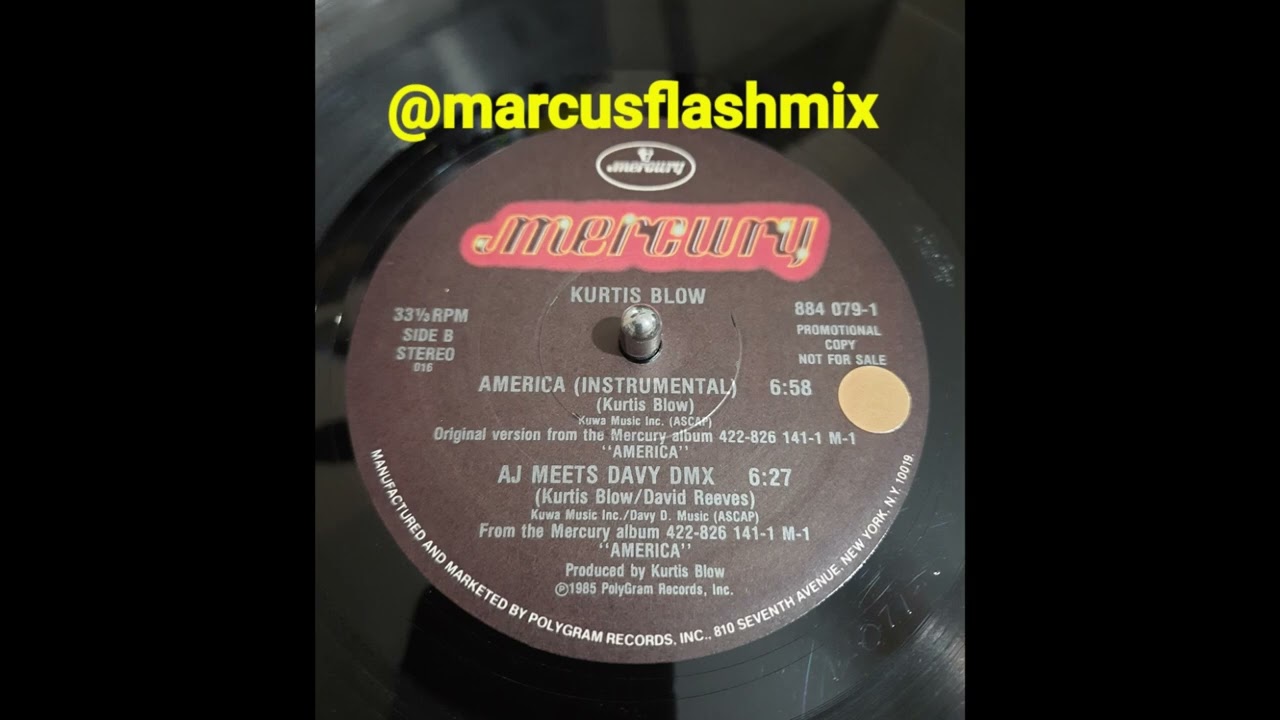 @marcusflashmix
mercury
mercury
KURTIS BLOW
33⅓ RPM
SIDE B
STEREO
016
884 079-1
PROMOTIONAL
COPY
NOT FOR SALE
AMERICA (INSTRUMENTAL) 6:58
(Kurtis Blow)
Kuwa Music Inc. (ASCAP)
Original version from the Mercury album 422-826 141-1 M-1
"AMERICA"
AJ MEETS DAVY DMX 6:27
(Kurtis Blow/David Reeves)
Kuwa Music Inc./Davy D. Music (ASCAP)
From the Mercury album 422-826 141-1 M-1
"AMERICA"
Produced by Kurtis Blow
℗1985 PolyGram Records, Inc.
MANUFACTURED AND MARKETED BY POLYGRAM RECORDS, INC., 810 SEVENTH AVENUE, NEW YORK, N.Y. 10019.